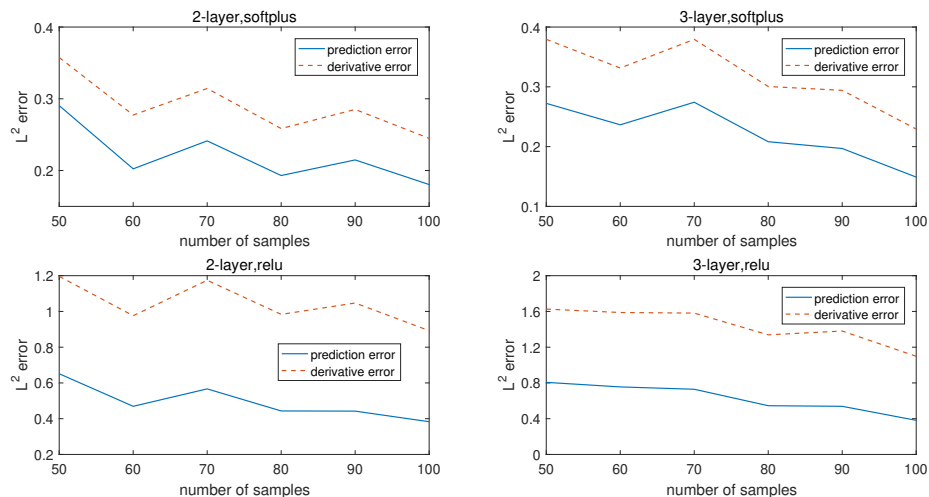 2-layer,softplus
0.4
0.3
0.2
L² error
prediction error
derivative error
50 60 70 80 90 100
number of samples
3-layer,softplus
0.4
0.3
0.2
0.1
L² error
prediction error
derivative error
50 60 70 80 90 100
number of samples
2-layer,relu
1.2
1
0.8
0.6
0.4
0.2
L² error
prediction error
derivative error
50 60 70 80 90 100
number of samples
3-layer,relu
2
1.6
1.2
0.8
0.4
0
L² error
prediction error
derivative error
50 60 70 80 90 100
number of samples